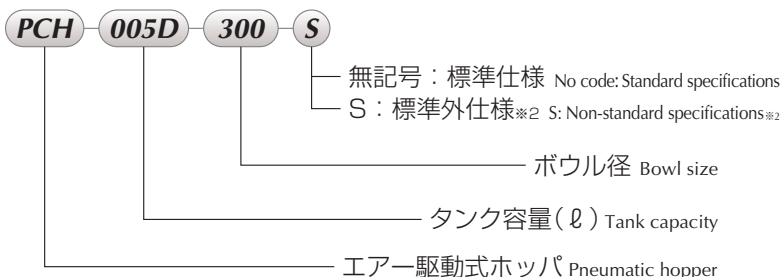 PCH 005D 300 S
無記号：標準仕様 No code: Standard specifications
S：標準外仕様※2 S: Non-standard specifications※2
ボウル径 Bowl size
タンク容量(ℓ) Tank capacity
エアー駆動式ホッパ Pneumatic hopper